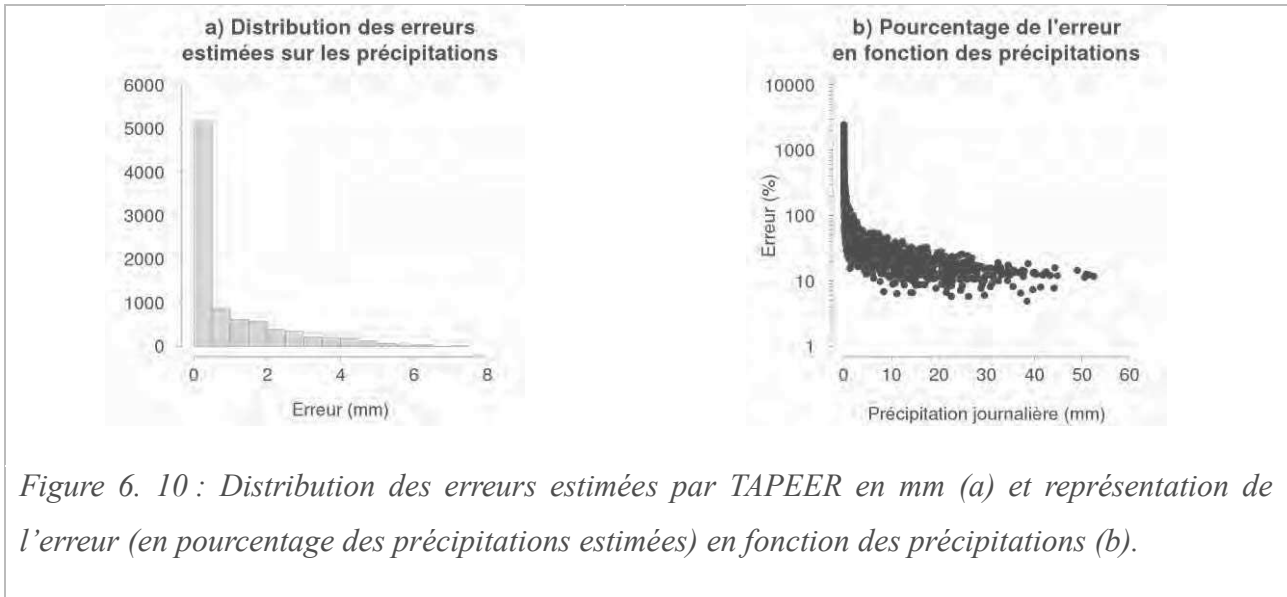 a) Distribution des erreurs
estimées sur les précipitations
6000
5000
4000
3000
2000
1000
0
0 2 4 6 8
Erreur (mm)
b) Pourcentage de l'erreur
en fonction des précipitations
10000
1000
100
10
1
Erreur (%)
0 10 20 30 40 50 60
Précipitation journalière (mm)
Figure 6. 10 : Distribution des erreurs estimées par TAPEER en mm (a) et représentation de
l’erreur (en pourcentage des précipitations estimées) en fonction des précipitations (b).